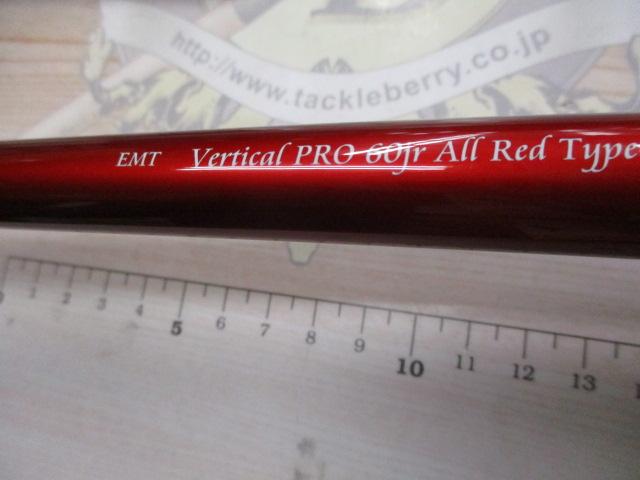 http://www.tackleberry.co.jp
EMT Vertical PRO 60fr All Red Type
1 2 3 4 5 6 7 8 9 10 11 12 13